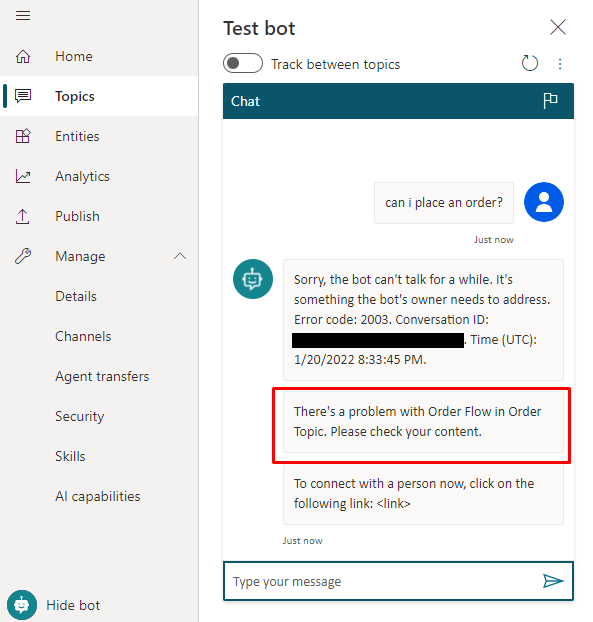 Test bot
Home
Track between topics
Topics
Chat
Entities
Analytics
can i place an order?
Publish
Just now
Manage
Sorry, the bot can't talk for a while. It's
something the bot's owner needs to address.
Details
Error code: 2003. Conversation ID:
. Time (UTC):
Channels
1/20/2022 8:33:45 PM.
Agent transfers
There's a problem with Order Flow in Order
Topic. Please check your content.
Security
Skills
To connect with a person now, click on the
following link: <link>
AI capabilities
Just now
Type your message
Hide bot